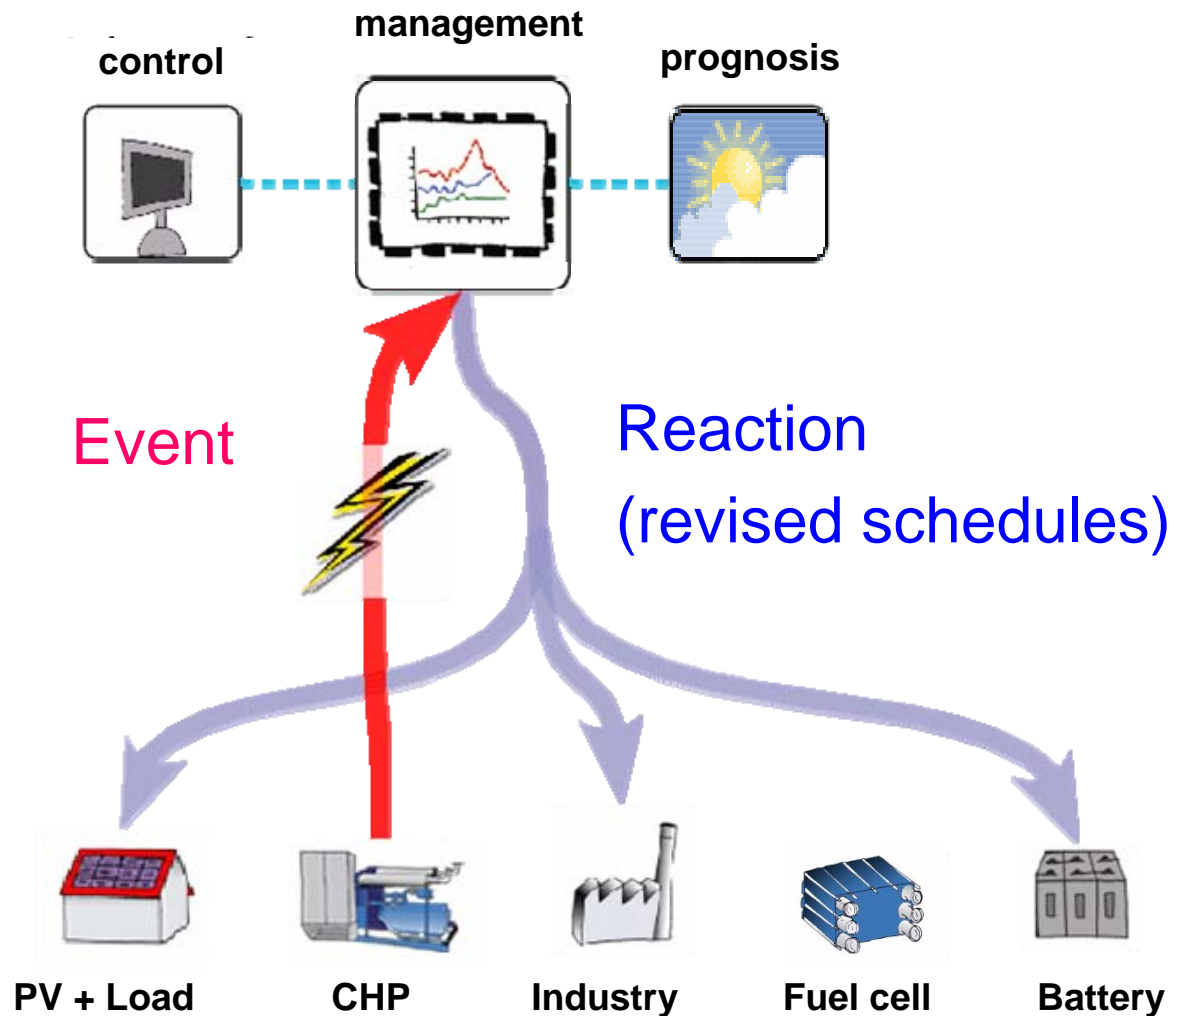 management
control
prognosis
Event
Reaction
(revised schedules)
PV + Load
CHP
Industry
Fuel cell
Battery